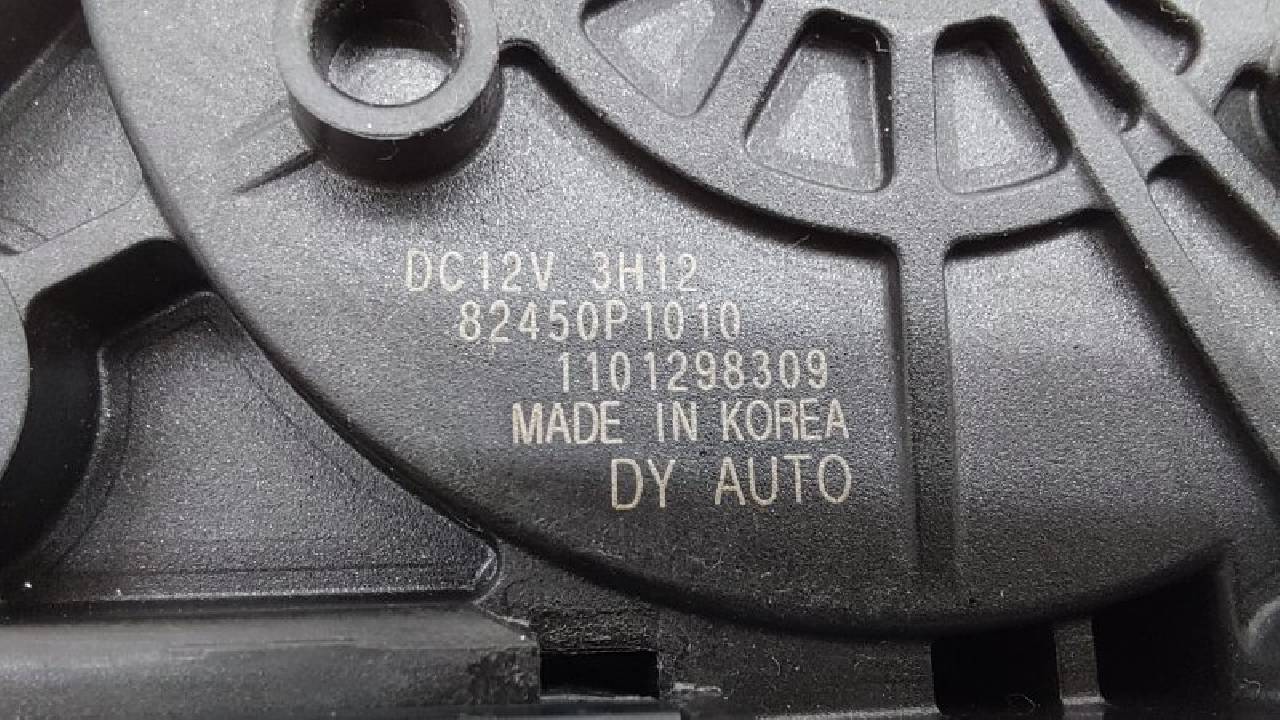 DC12V 3H12
82450P1010
1101298309
MADE IN KOREA
DY AUTO